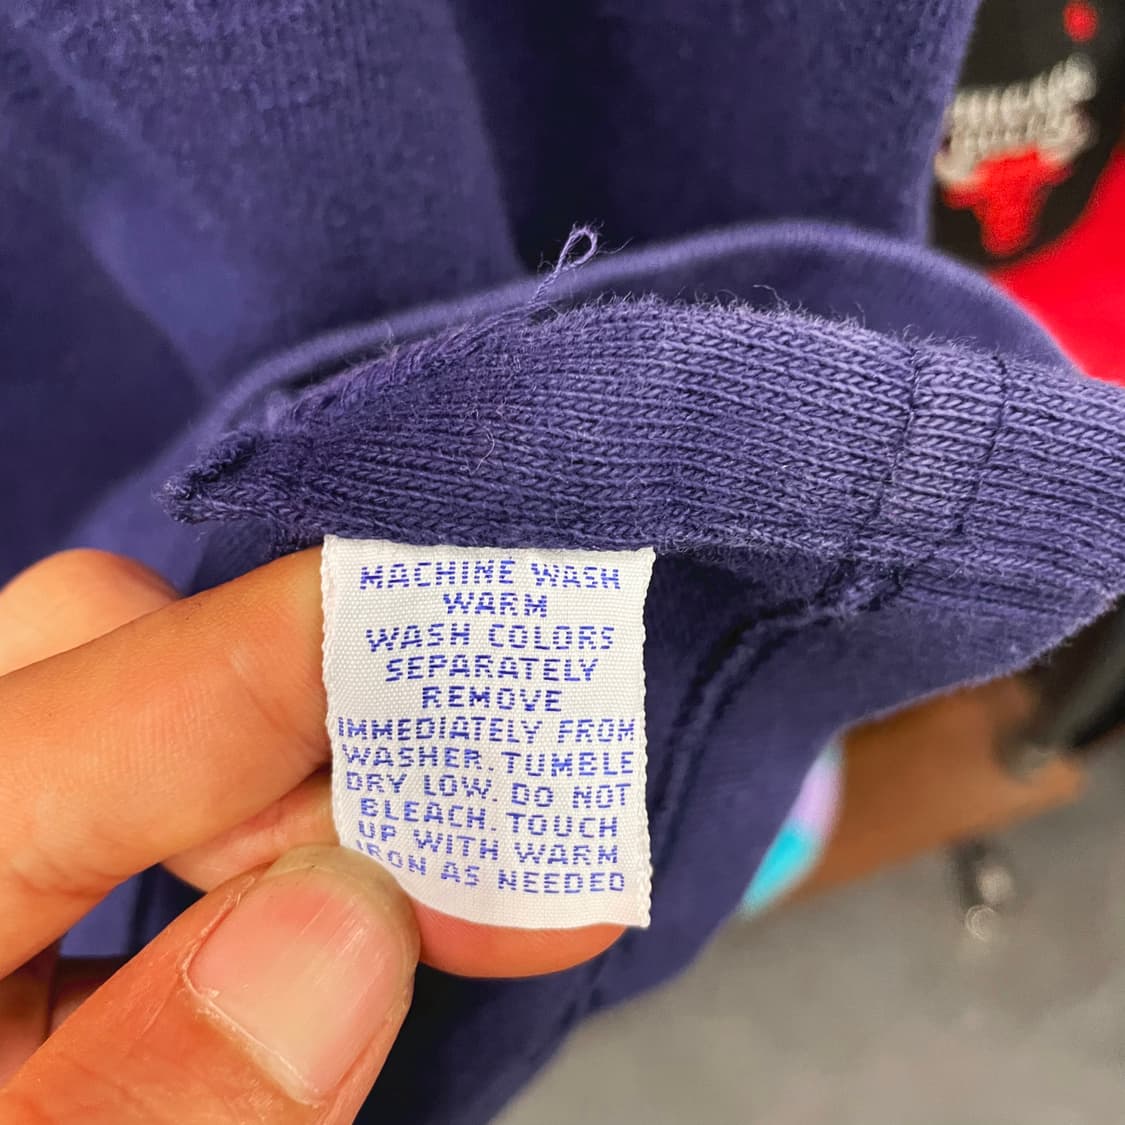 MACHINE WASH
WARM
WASH COLORS
SEPARATELY
REMOVE
IMMEDIATELY FROM
WASHER. TUMBLE
DRY LOW. DO NOT
BLEACH. TOUCH
UP WITH WARM
IRON AS NEEDED